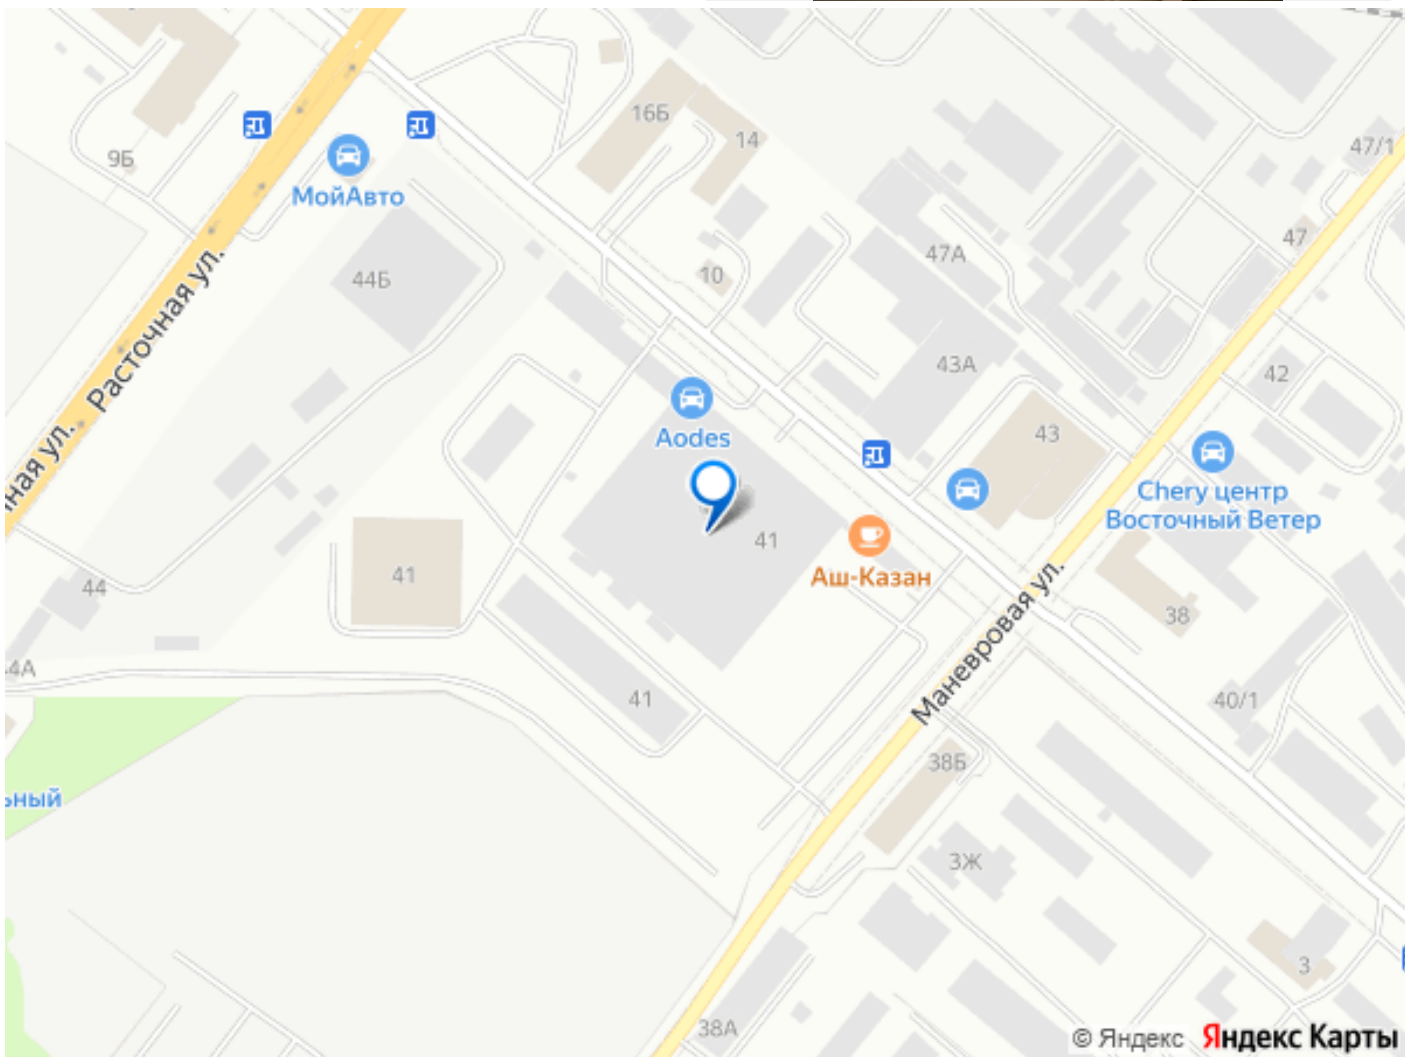 9Б
МойАвто
16Б
14
47/1
44Б
Расточная ул.
10
47А
47
43А
42
Aodes
43
Chery центр
Восточный Ветер
ная ул.
41
Аш-Казан
41
44
38
4А
Маневровая ул.
41
40/1
ьный
38Б
3Ж
3
38А
© Яндекс Яндекс Карты